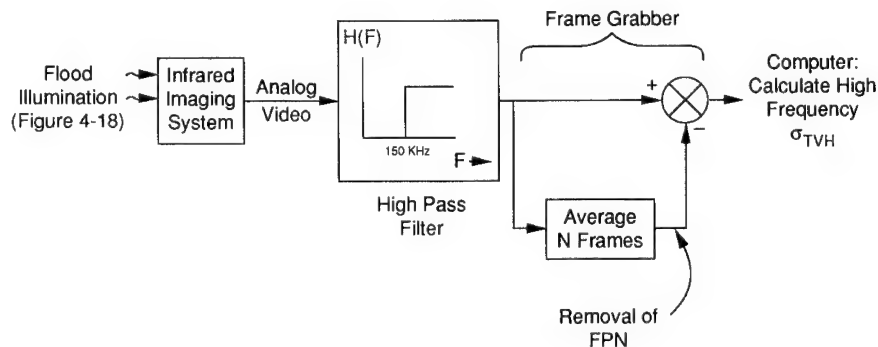 Flood
Illumination
(Figure 4-18)
Infrared
Imaging
System
Analog
Video
H(F)
150 KHz
F
High Pass
Filter
Frame Grabber
+
−
Average
N Frames
Removal of
FPN
Computer:
Calculate High
Frequency
σTVH